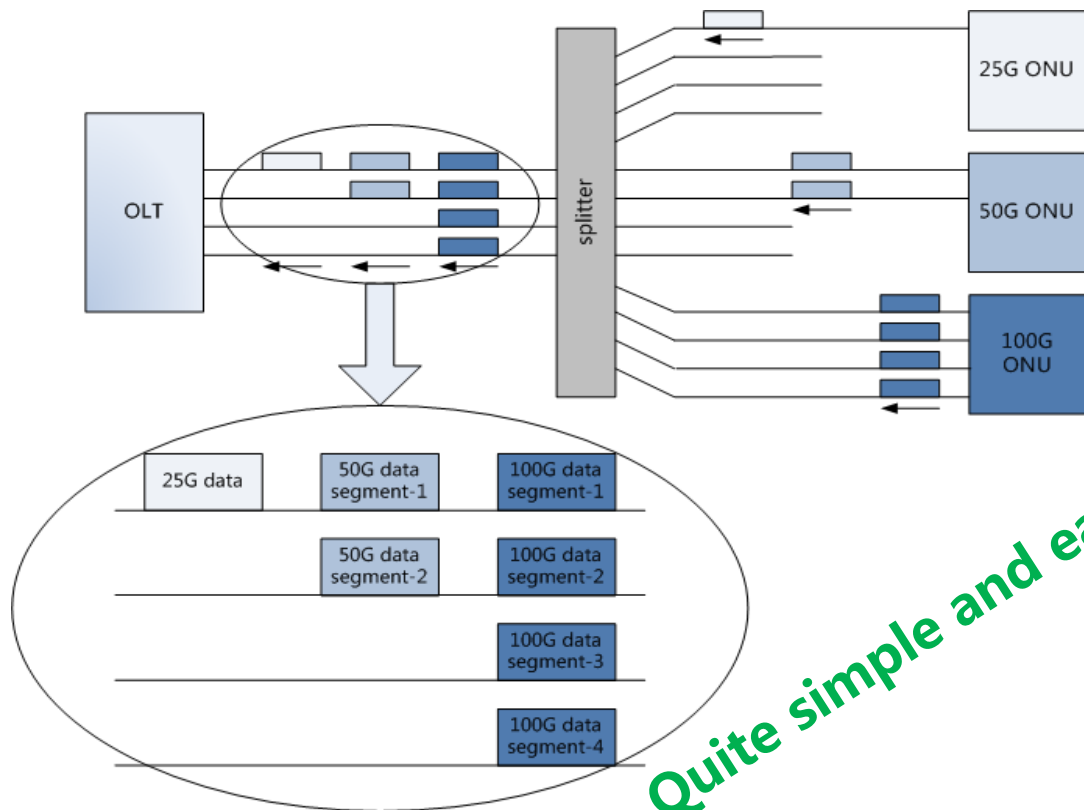 25G ONU
OLT
splitter
50G ONU
100G
ONU
25G data
50G data
segment-1
100G data
segment-1
50G data
segment-2
100G data
segment-2
100G data
segment-3
100G data
segment-4
Quite simple and